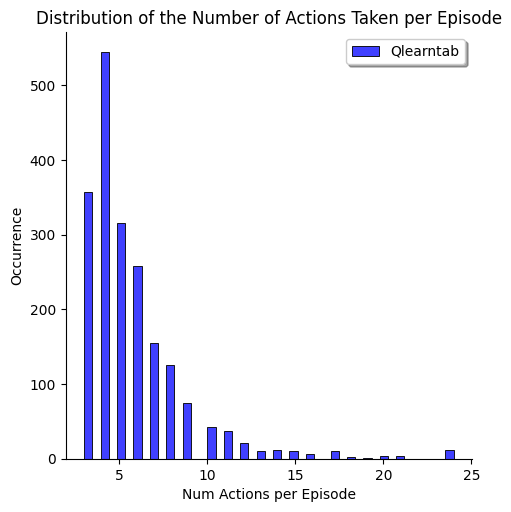 Distribution of the Number of Actions Taken per Episode
Qlearntab
500
400
300
200
100
0
Occurrence
5 10 15 20 25
Num Actions per Episode